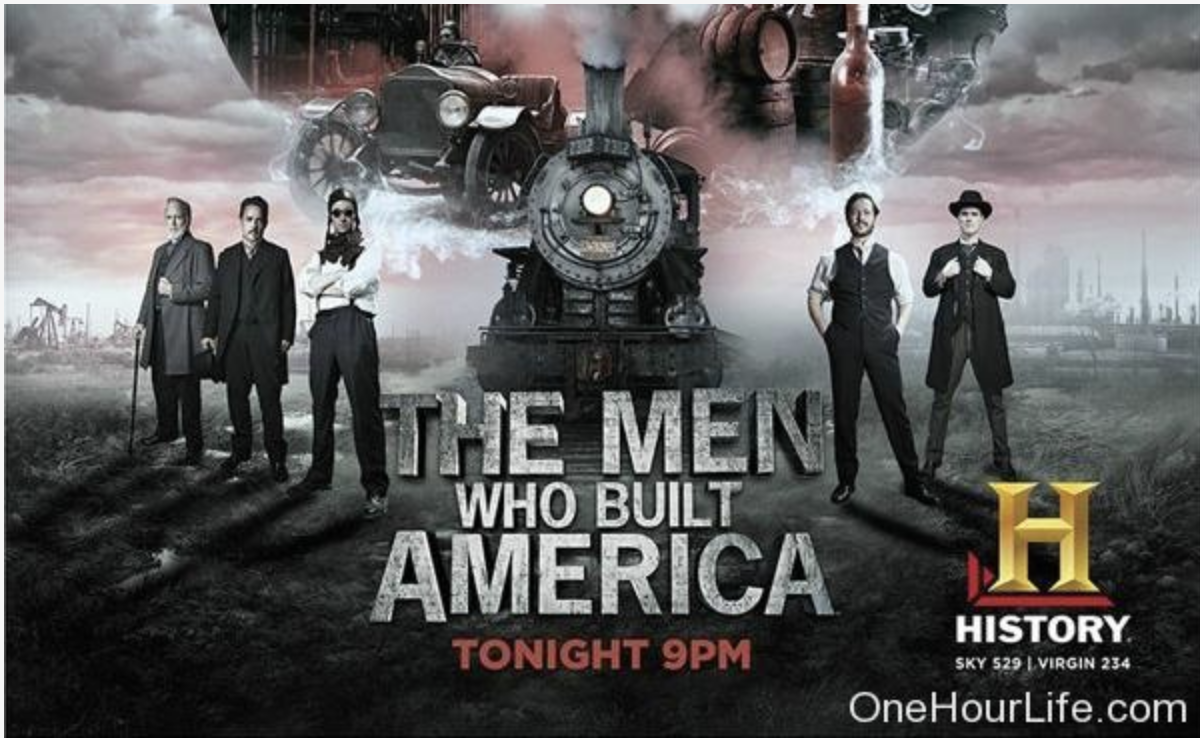 THE MEN
WHO BUILT
AMERICA
TONIGHT 9PM
H
HISTORY
SKY 529 | VIRGIN 234
OneHourLife.com